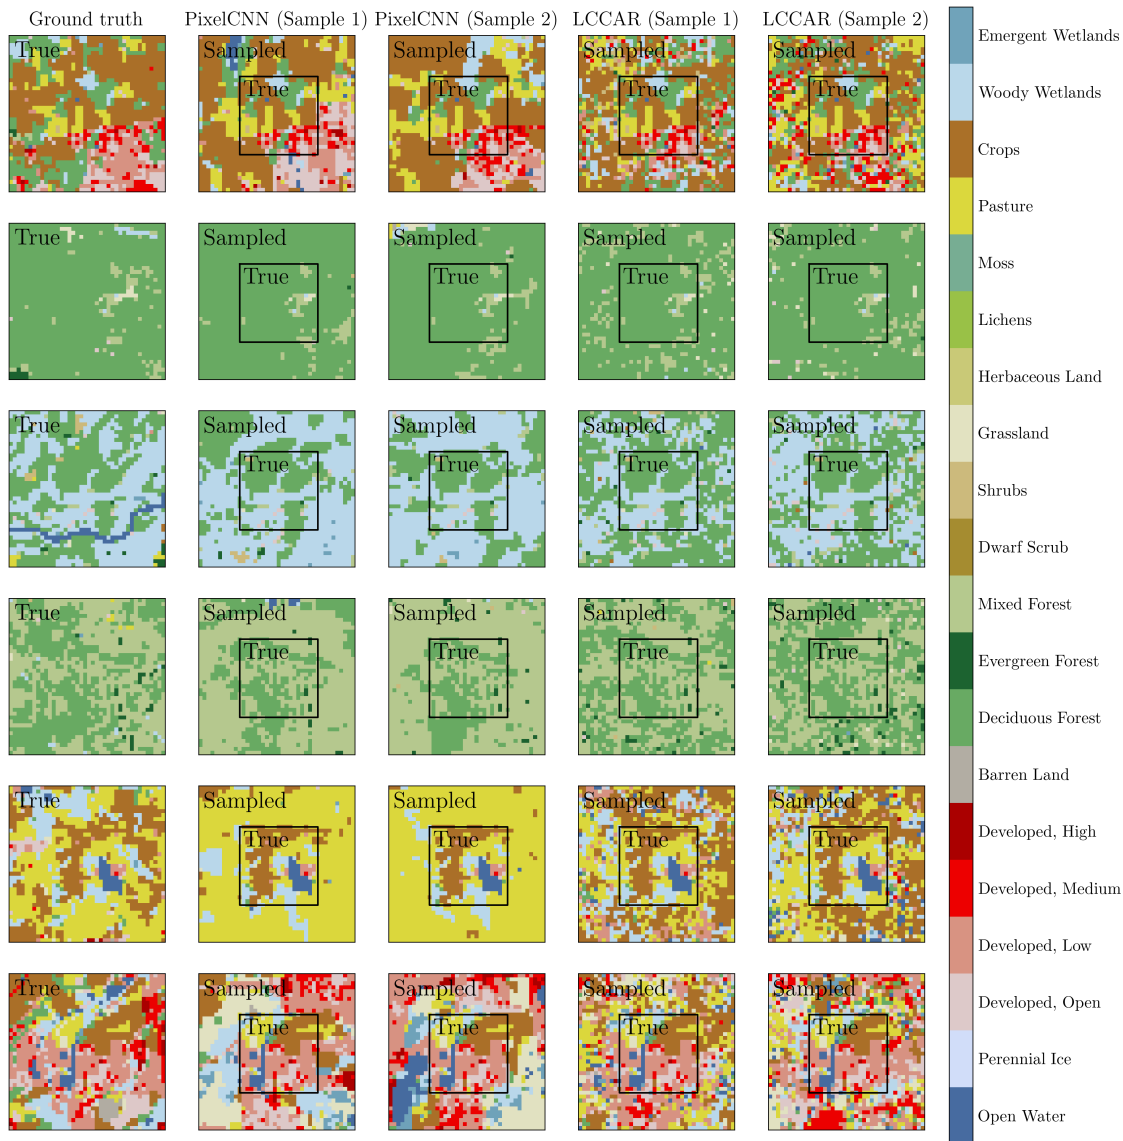 Ground truth PixelCNN (Sample 1) PixelCNN (Sample 2) LCCAR (Sample 1) LCCAR (Sample 2)
True Sampled Sampled Sampled Sampled
True True True True
True Sampled Sampled Sampled Sampled
True True True True
True Sampled Sampled Sampled Sampled
True True True True
True Sampled Sampled Sampled Sampled
True True True True
True Sampled Sampled Sampled Sampled
True True True True
True Sampled Sampled Sampled Sampled
True True True True
Emergent Wetlands
Woody Wetlands
Crops
Pasture
Moss
Lichens
Herbaceous Land
Grassland
Shrubs
Dwarf Scrub
Mixed Forest
Evergreen Forest
Deciduous Forest
Barren Land
Developed, High
Developed, Medium
Developed, Low
Developed, Open
Perennial Ice
Open Water